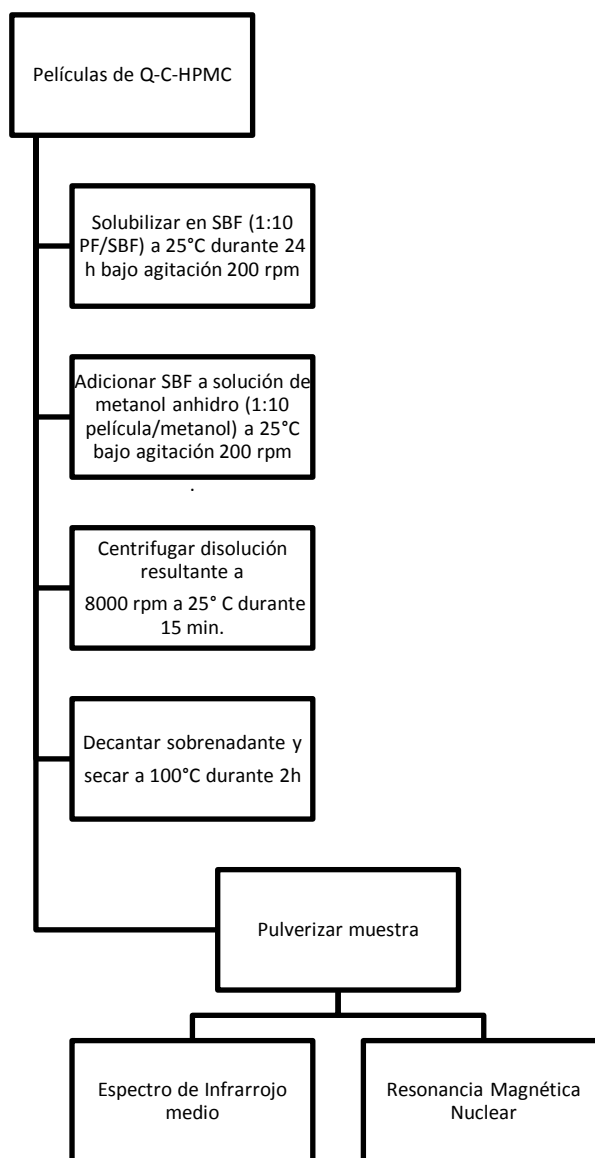 Películas de Q-C-HPMC
Solubilizar en SBF (1:10
PF/SBF) a 25°C durante 24
h bajo agitación 200 rpm
Adicionar SBF a solución de
metanol anhidro (1:10
película/metanol) a 25°C
bajo agitación 200 rpm
.
Centrifugar disolución
resultante a
8000 rpm a 25° C durante
15 min.
Decantar sobrenadante y
secar a 100°C durante 2h
Pulverizar muestra
Espectro de Infrarrojo
medio
Resonancia Magnética
Nuclear